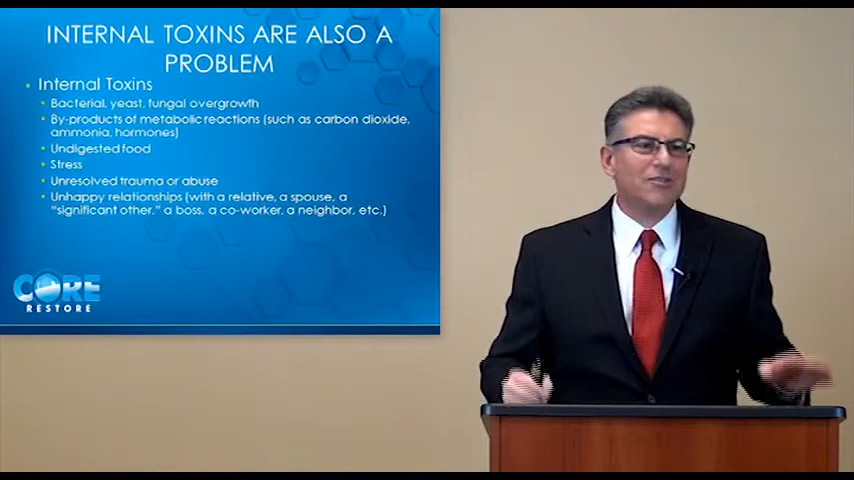 INTERNAL TOXINS ARE ALSO A
PROBLEM
Internal Toxins
Bacterial, yeast, fungal overgrowth
By-products of metabolic reactions (such as carbon dioxide,
ammonia, hormones)
Undigested food
Stress
Unresolved trauma or abuse
Unhappy relationships (with a relative, a spouse, a
"significant other," a boss, a co-worker, a neighbor, etc.)
CORE
RESTORE